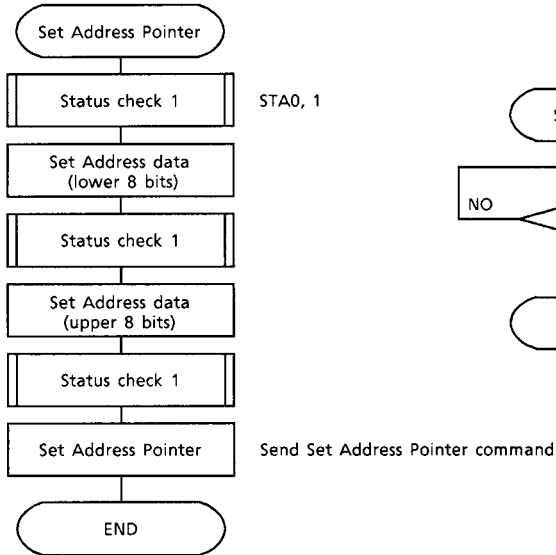 Set Address Pointer
Status check 1
STA0, 1
Set Address data
(lower 8 bits)
Status check 1
Set Address data
(upper 8 bits)
Status check 1
Set Address Pointer
Send Set Address Pointer command
END
NO